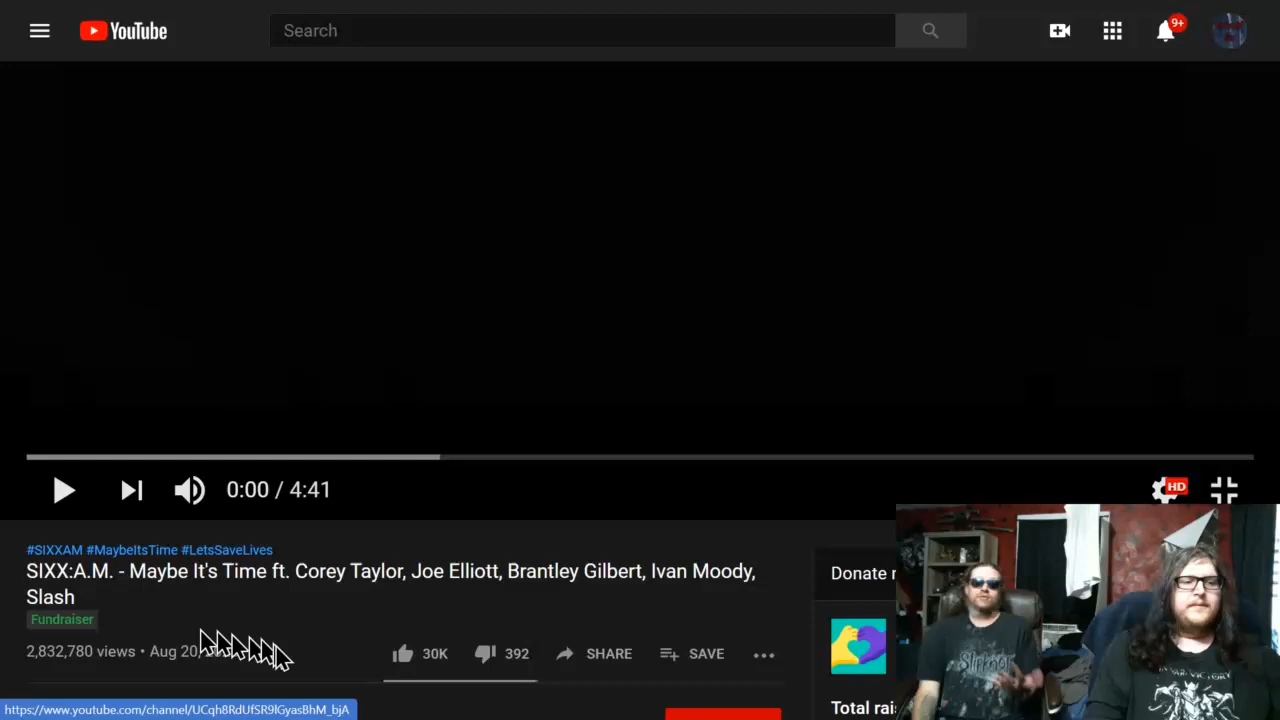 YouTube
Search
9+
0:00 / 4:41
HD
#SIXXAM #MaybeItsTime #LetsSaveLives
SIXX:A.M. - Maybe It's Time ft. Corey Taylor, Joe Elliott, Brantley Gilbert, Ivan Moody,
Slash
Fundraiser
2,832,780 views • Aug 20,
30K
392
SHARE
SAVE
Donate
Total rai
Slipknot
https://www.youtube.com/channel/UCqh8RdUfSR9lGyasBhM_bjA